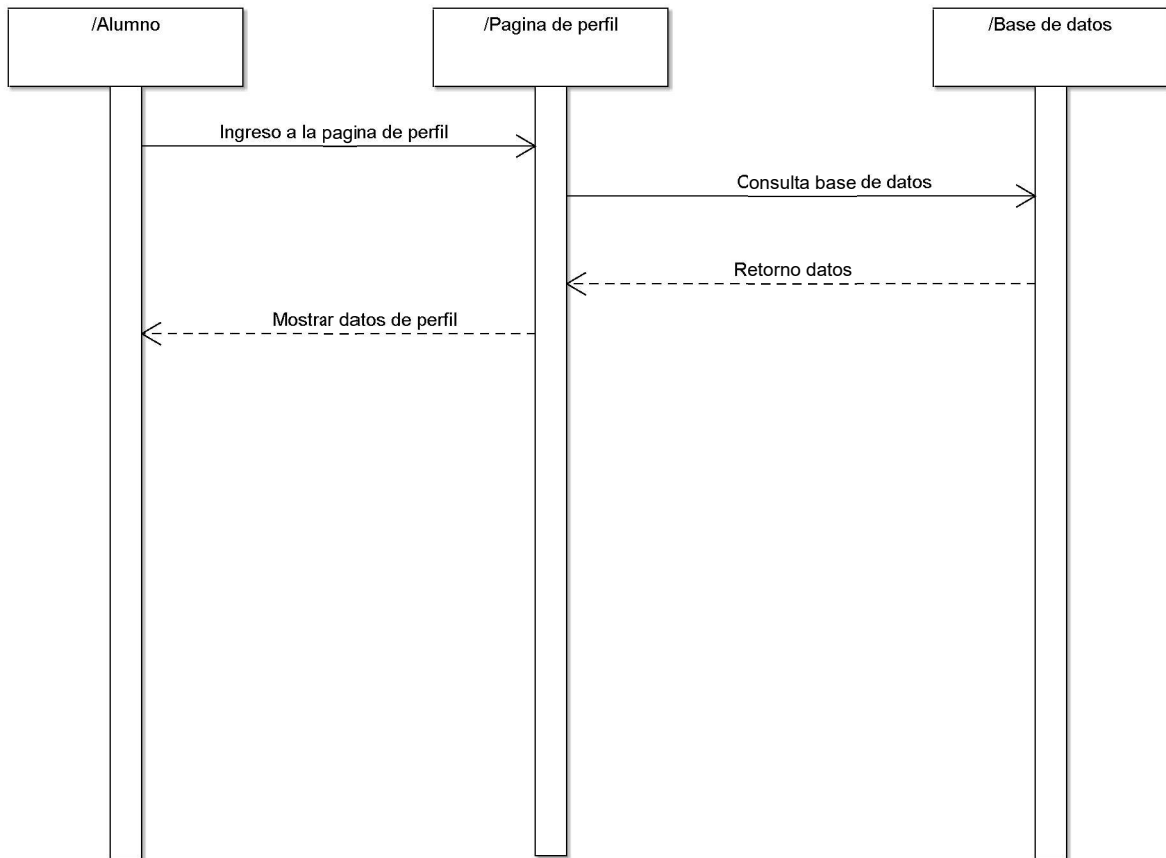 /Alumno
/Pagina de perfil
/Base de datos
Ingreso a la pagina de perfil
Consulta base de datos
Retorno datos
Mostrar datos de perfil